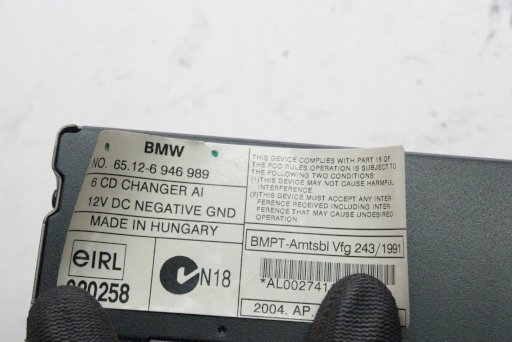 BMW
NO. 65.12-6 946 989
6 CD CHANGER AI
12V DC NEGATIVE GND
MADE IN HUNGARY
eIRL
N18
THIS DEVICE COMPLIES WITH PART 15 OF
THE FCC RULES OPERATION IS SUBJECT TO
THE FOLLOWING TWO CONDITIONS.
(1)THIS DEVICE MAY NOT CAUSE HARMFUL
INTERFERENCE.
(2)THIS DEVICE MUST ACCEPT ANY INTER-
FERENCE RECEIVED INCLUDING INTER-
FERENCE THAT MAY CAUSE UNDESIRED
OPERATION.
BMPT-Amtsbl Vfg 243/1991
*AL002741
2004. AP.